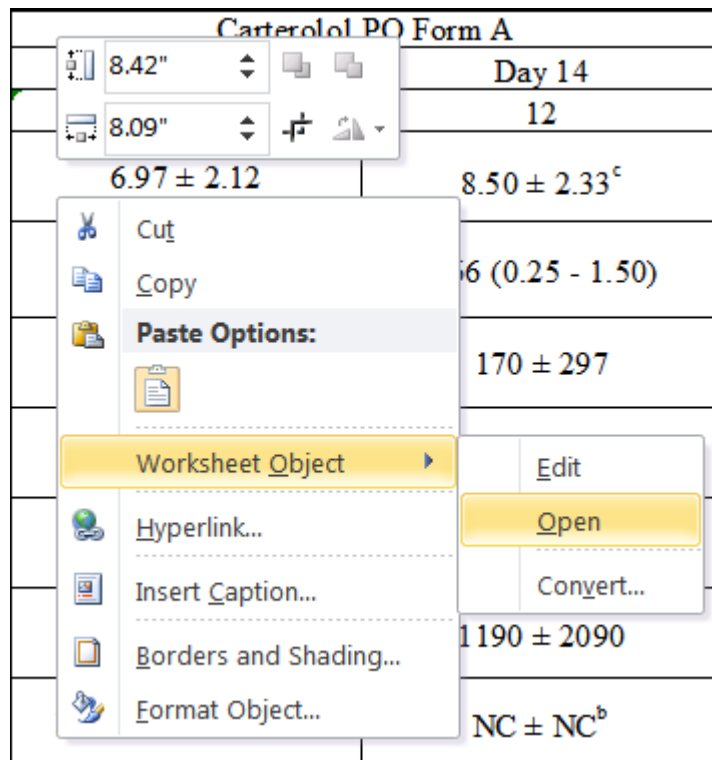 Carterolol PO Form A
8.42"
Day 14
8.09"
12
6.97 ± 2.12
8.50 ± 2.33c
Cut
Copy
Paste Options:
6 (0.25 - 1.50)
170 ± 297
Worksheet Object
Edit
Open
Hyperlink...
Convert...
Insert Caption...
1190 ± 2090
Borders and Shading...
Format Object...
NC ± NCb